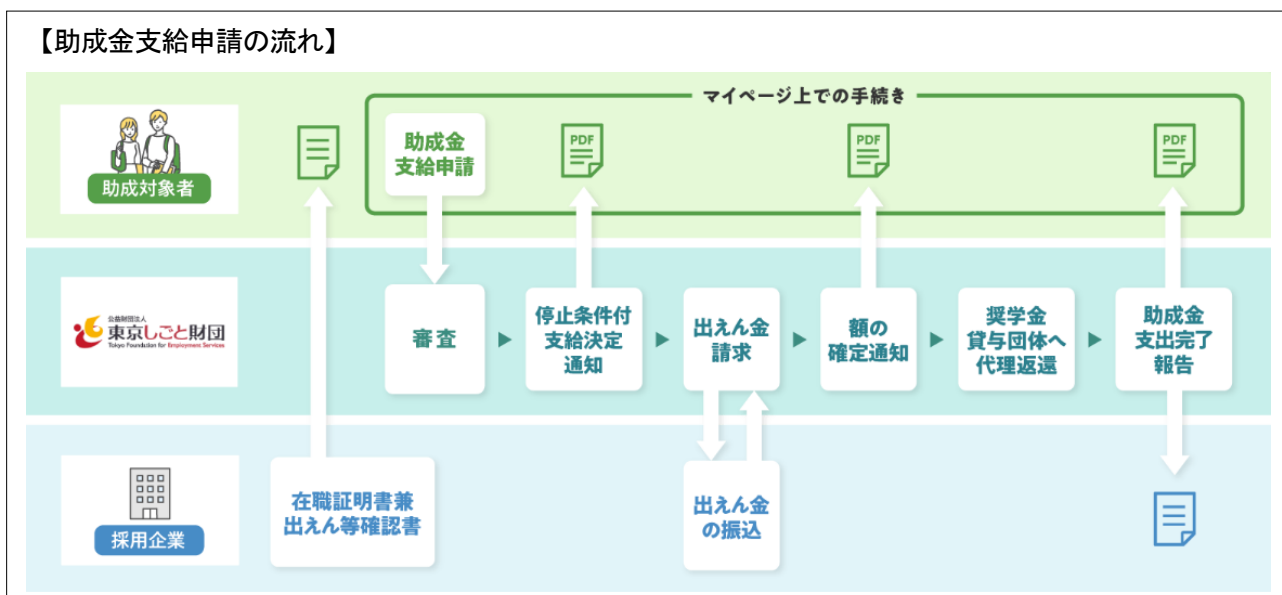 【助成金支給申請の流れ】
マイページ上での手続き
助成対象者
助成金
支給申請
PDF
PDF
PDF
公益財団法人
東京しごと財団
Tokyo Foundation for Employment Services
審査
停止条件付
支給決定
通知
出えん金
請求
額の
確定通知
奨学金
貸与団体へ
代理返還
助成金
支出完了
報告
採用企業
在職証明書兼
出えん等確認書
出えん金
の振込